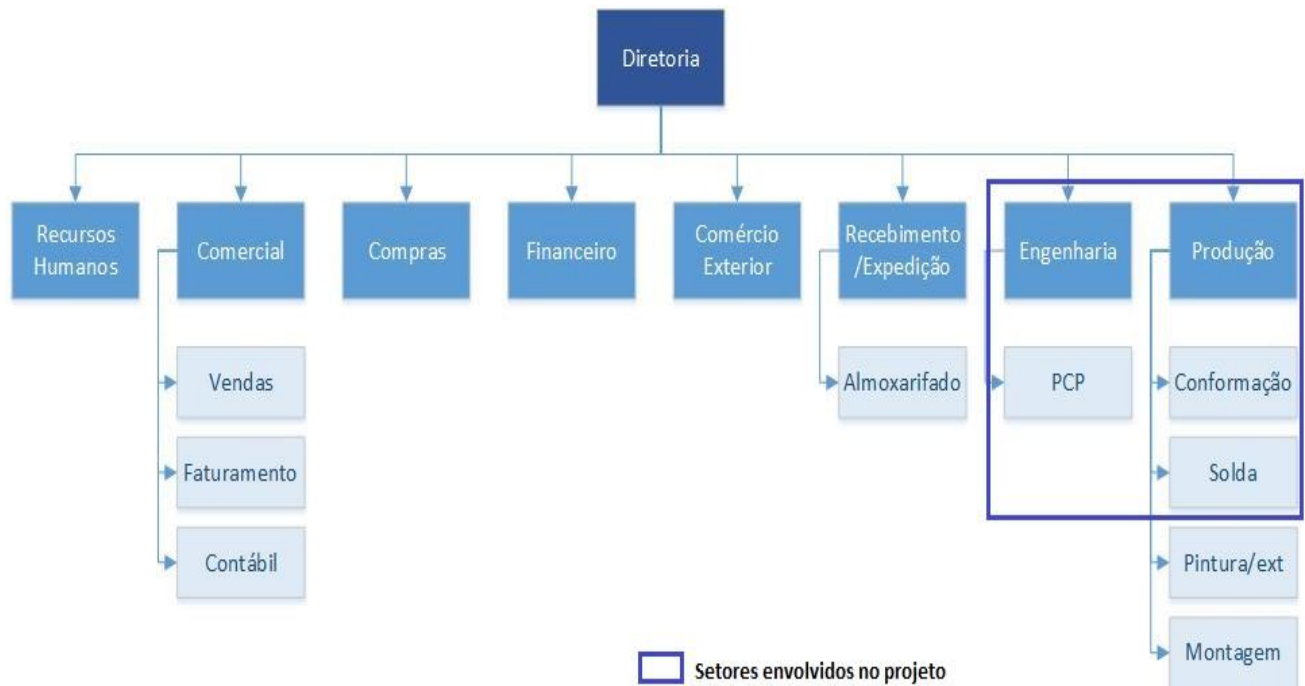 Diretoria
Recursos
Humanos
Comercial
Compras
Financeiro
Comércio
Exterior
Recebimento
/Expedição
Engenharia
Produção
Vendas
Almoxarifado
PCP
Conformação
Faturamento
Solda
Contábil
Pintura/ext
Montagem
Setores envolvidos no projeto